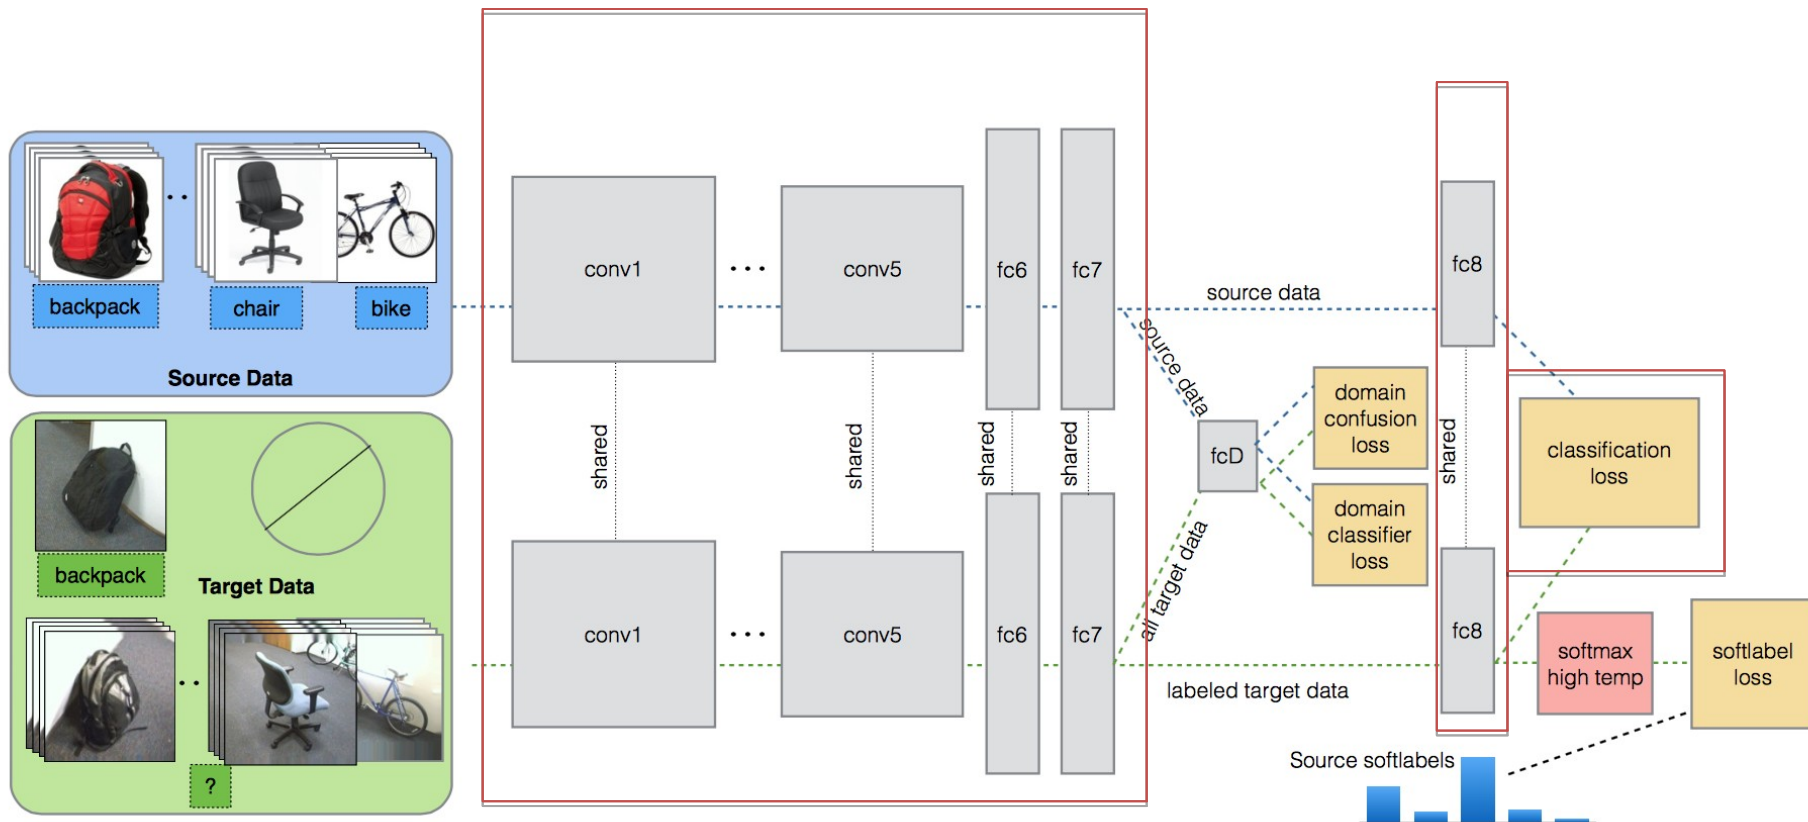 backpack
chair
bike
Source Data
backpack
Target Data
?
conv1
conv5
fc6
fc7
shared
shared
shared
shared
conv1
conv5
fc6
fc7
source data
source data
all target data
labeled target data
fcD
domain
confusion
loss
domain
classifier
loss
fc8
shared
fc8
classification
loss
softmax
high temp
softlabel
loss
Source softlabels